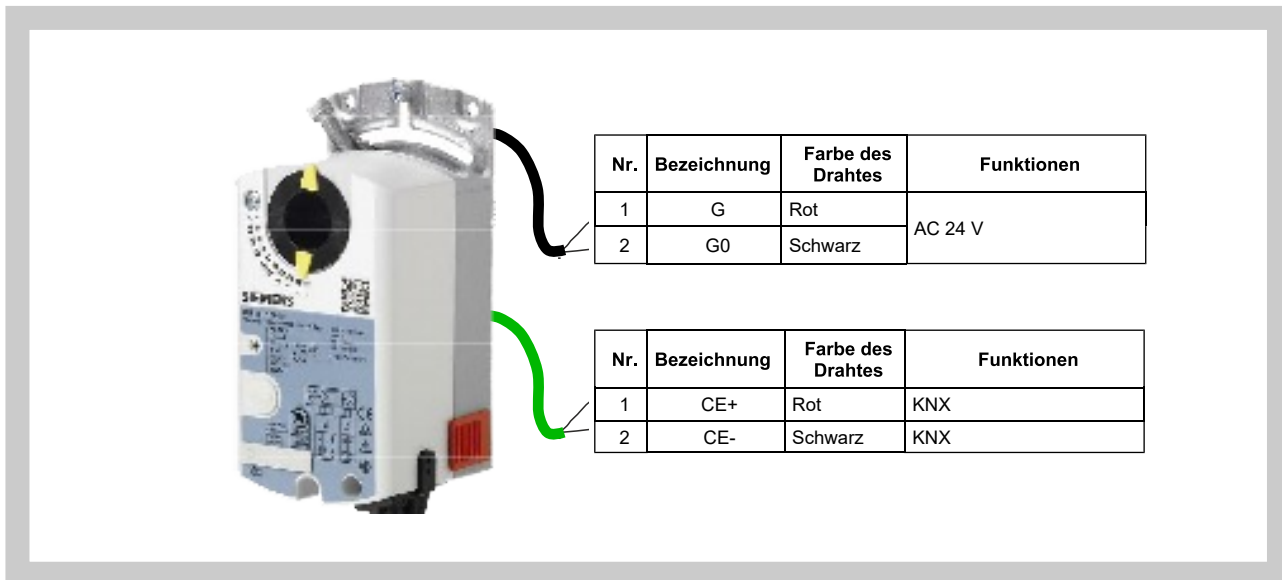 Nr. Bezeichnung Farbe des Drahtes Funktionen
1 G Rot AC 24 V
2 G0 Schwarz
SIEMENS
Nr. Bezeichnung Farbe des Drahtes Funktionen
1 CE+ Rot KNX
2 CE- Schwarz KNX